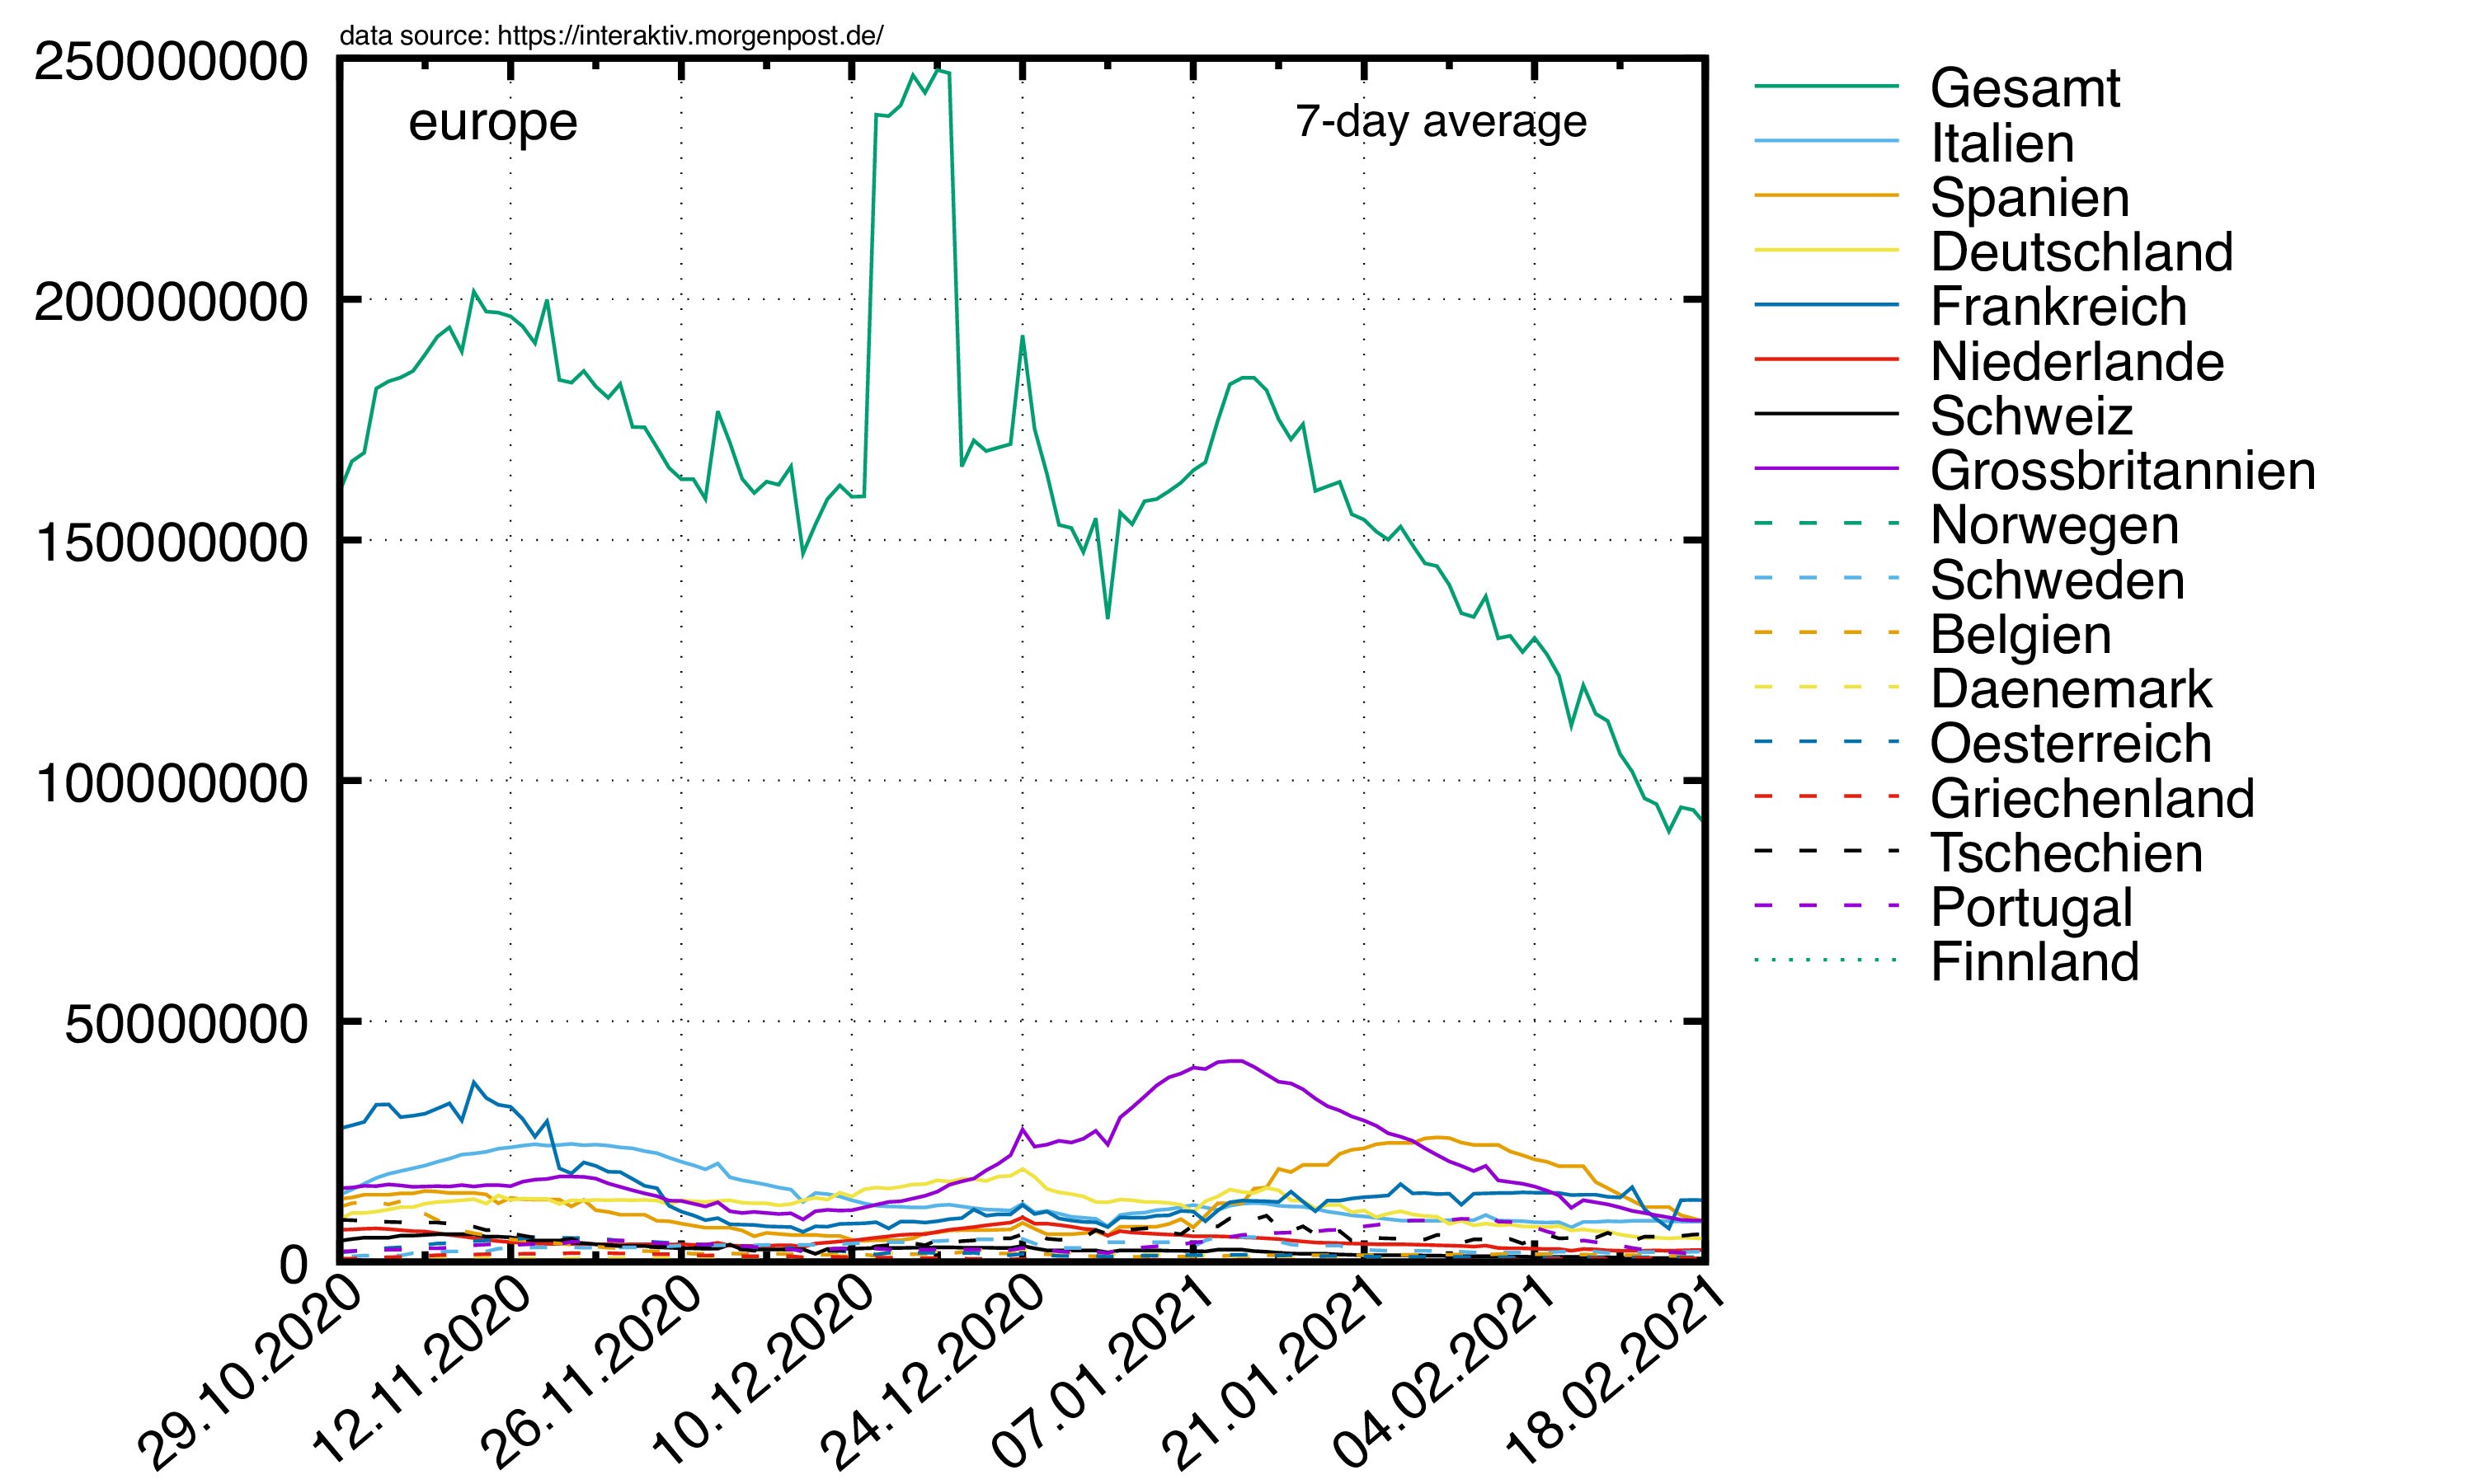 data source: https://interaktiv.morgenpost.de/
250000000
200000000
150000000
100000000
50000000
0
europe
7-day average
29.10.2020
12.11.2020
26.11.2020
10.12.2020
24.12.2020
07.01.2021
21.01.2021
04.02.2021
18.02.2021
Gesamt
Italien
Spanien
Deutschland
Frankreich
Niederlande
Schweiz
Grossbritannien
Norwegen
Schweden
Belgien
Daenemark
Oesterreich
Griechenland
Tschechien
Portugal
Finnland